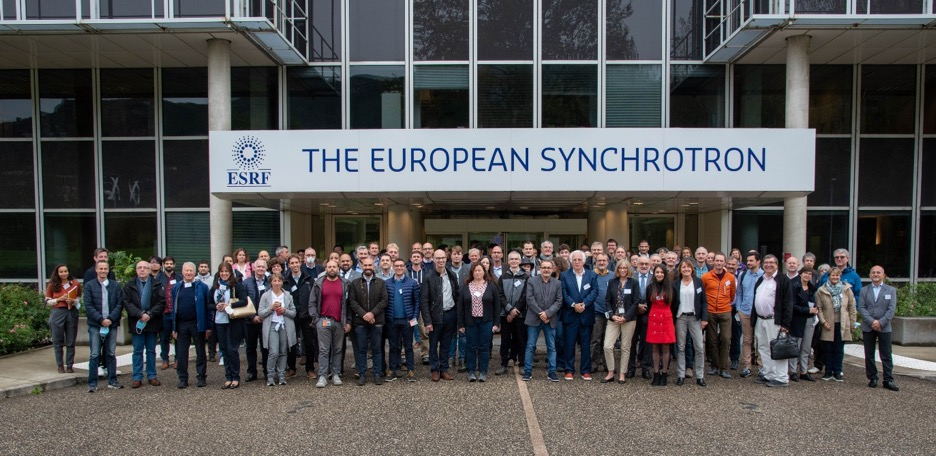 ESRF
THE EUROPEAN SYNCHROTRON